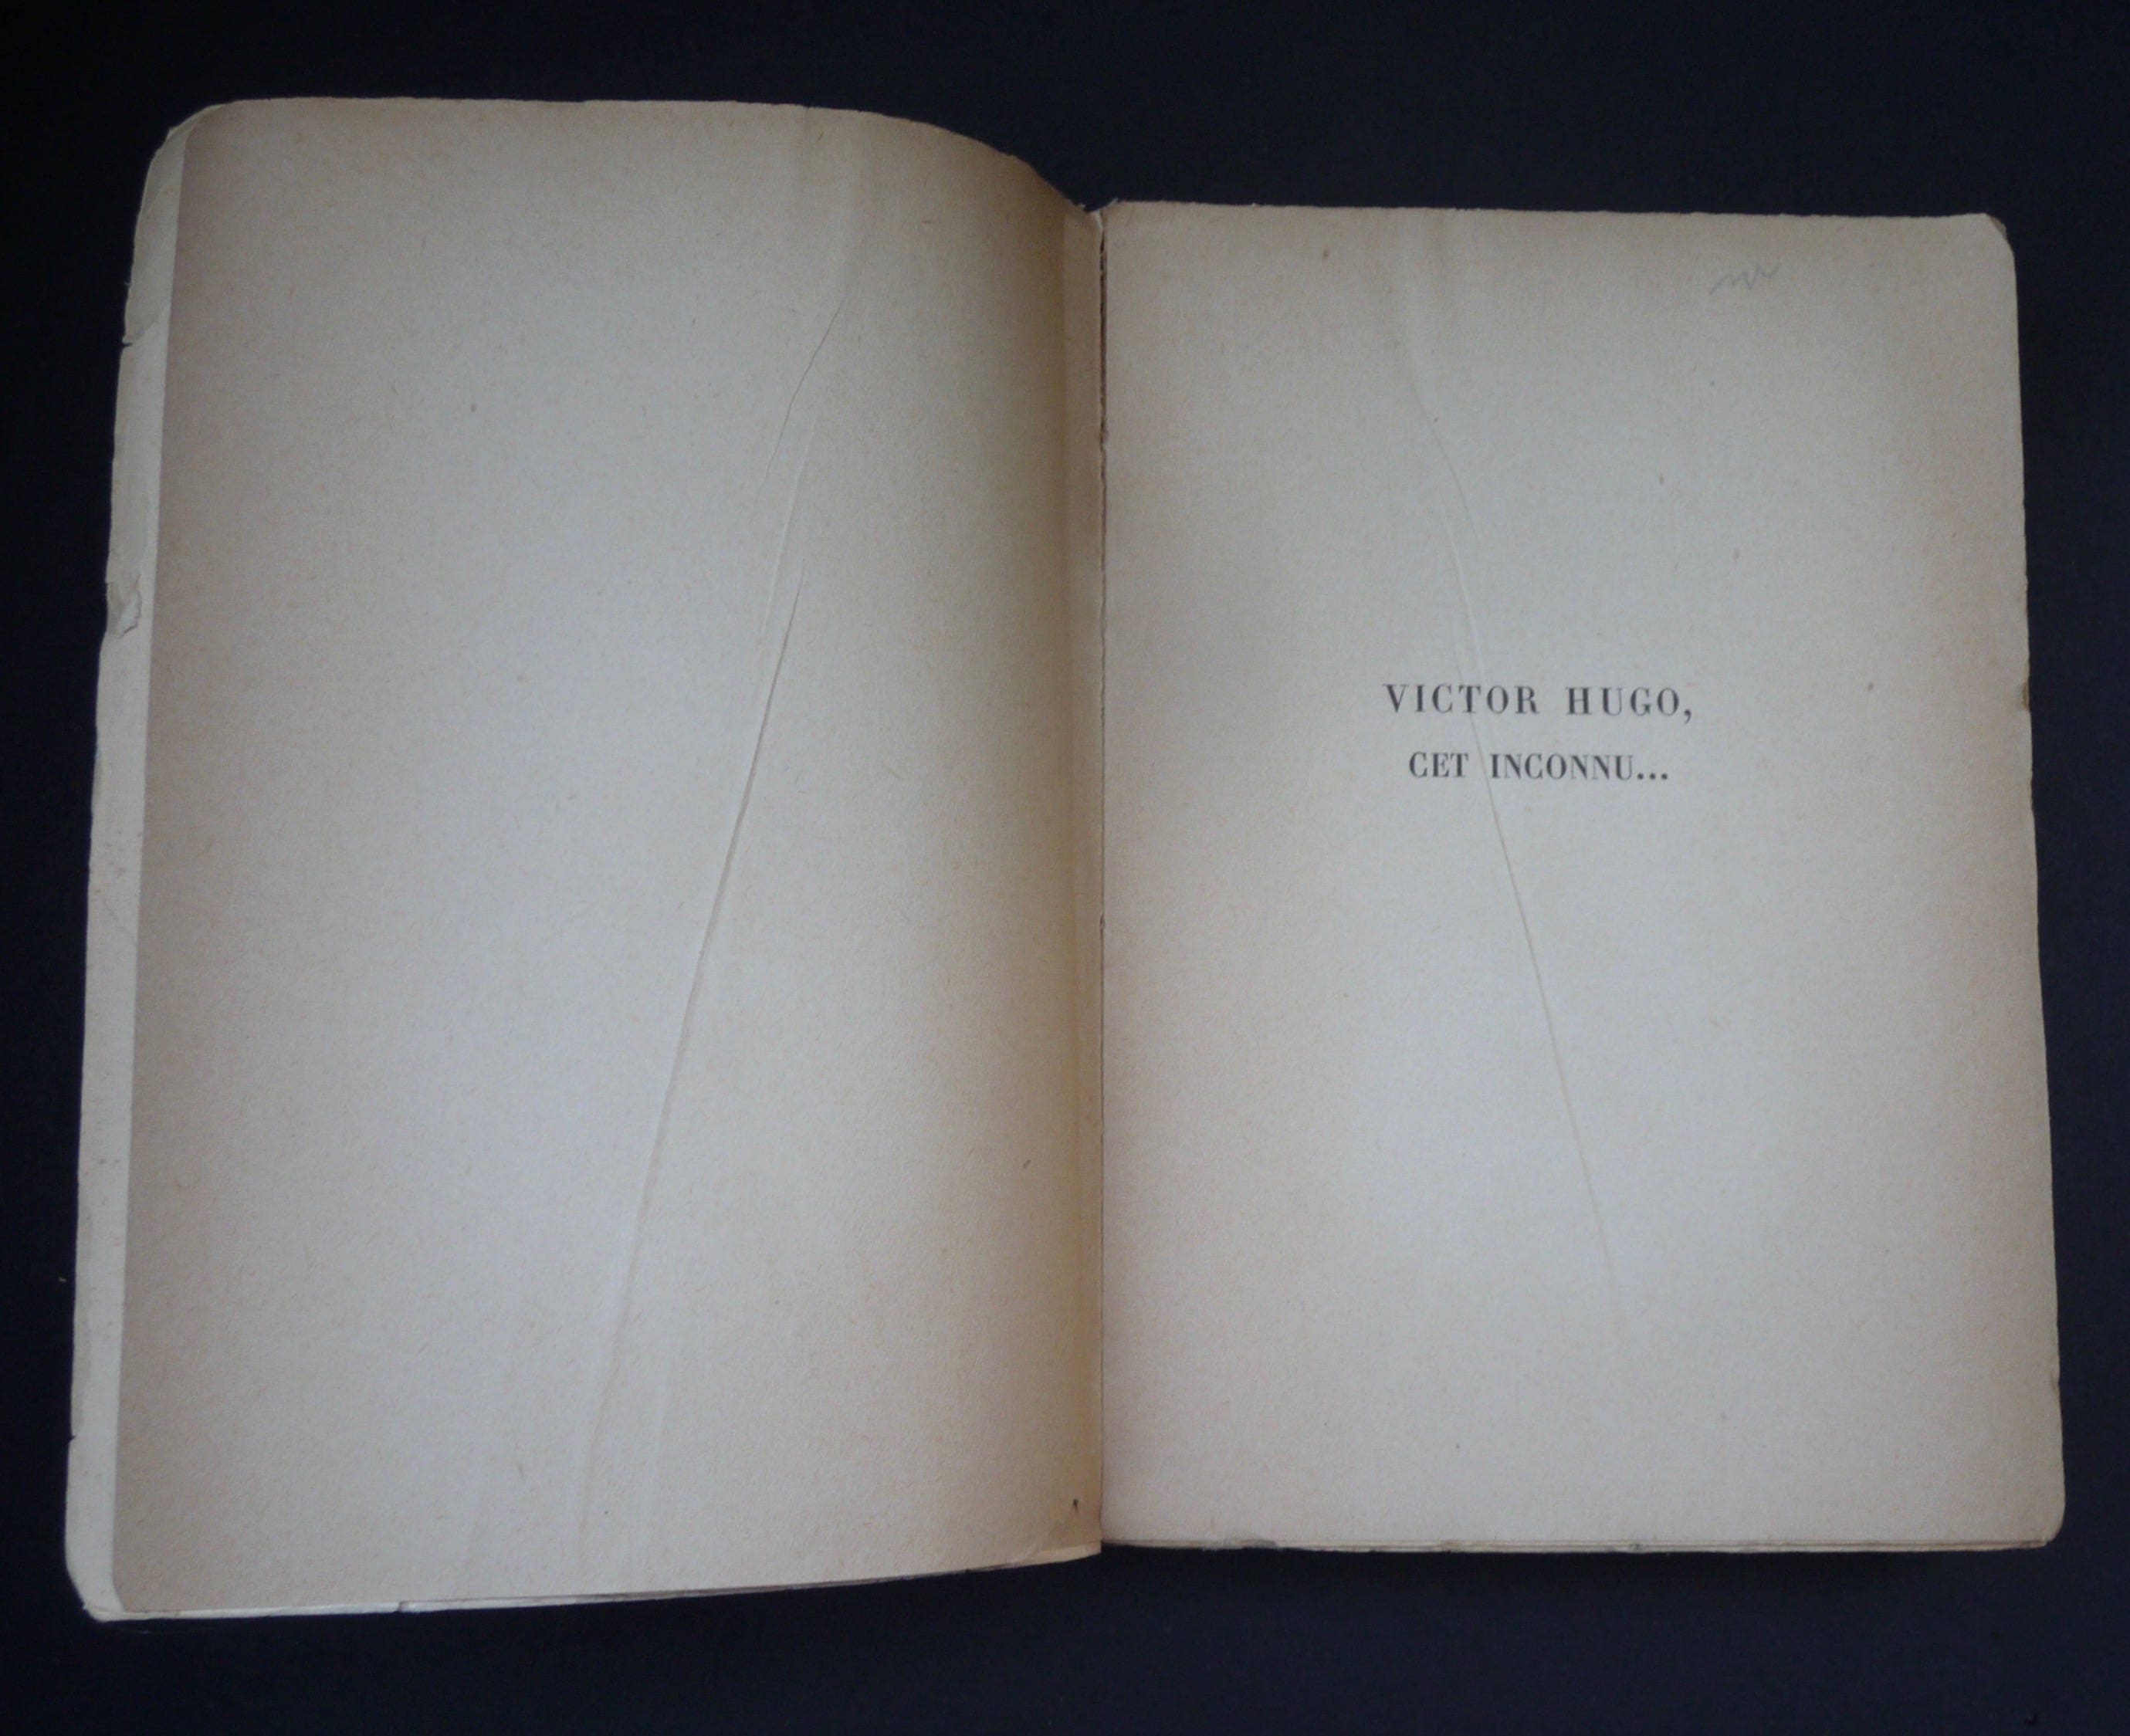 VICTOR HUGO,
CET INCONNU...